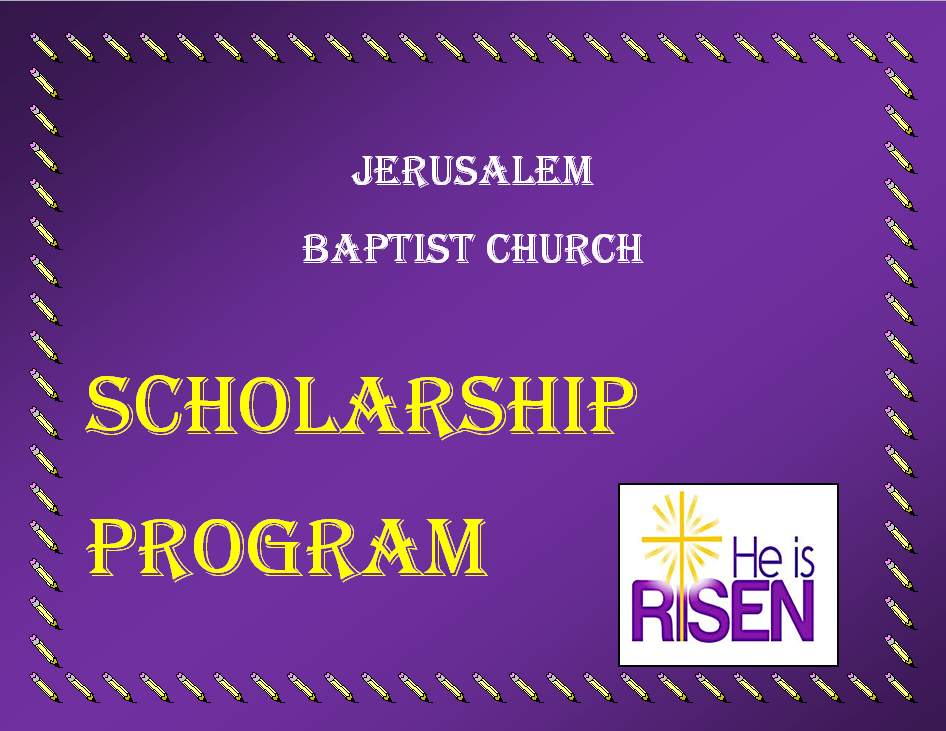 JERUSALEM
BAPTIST CHURCH
SCHOLARSHIP
PROGRAM
He is
RISEN